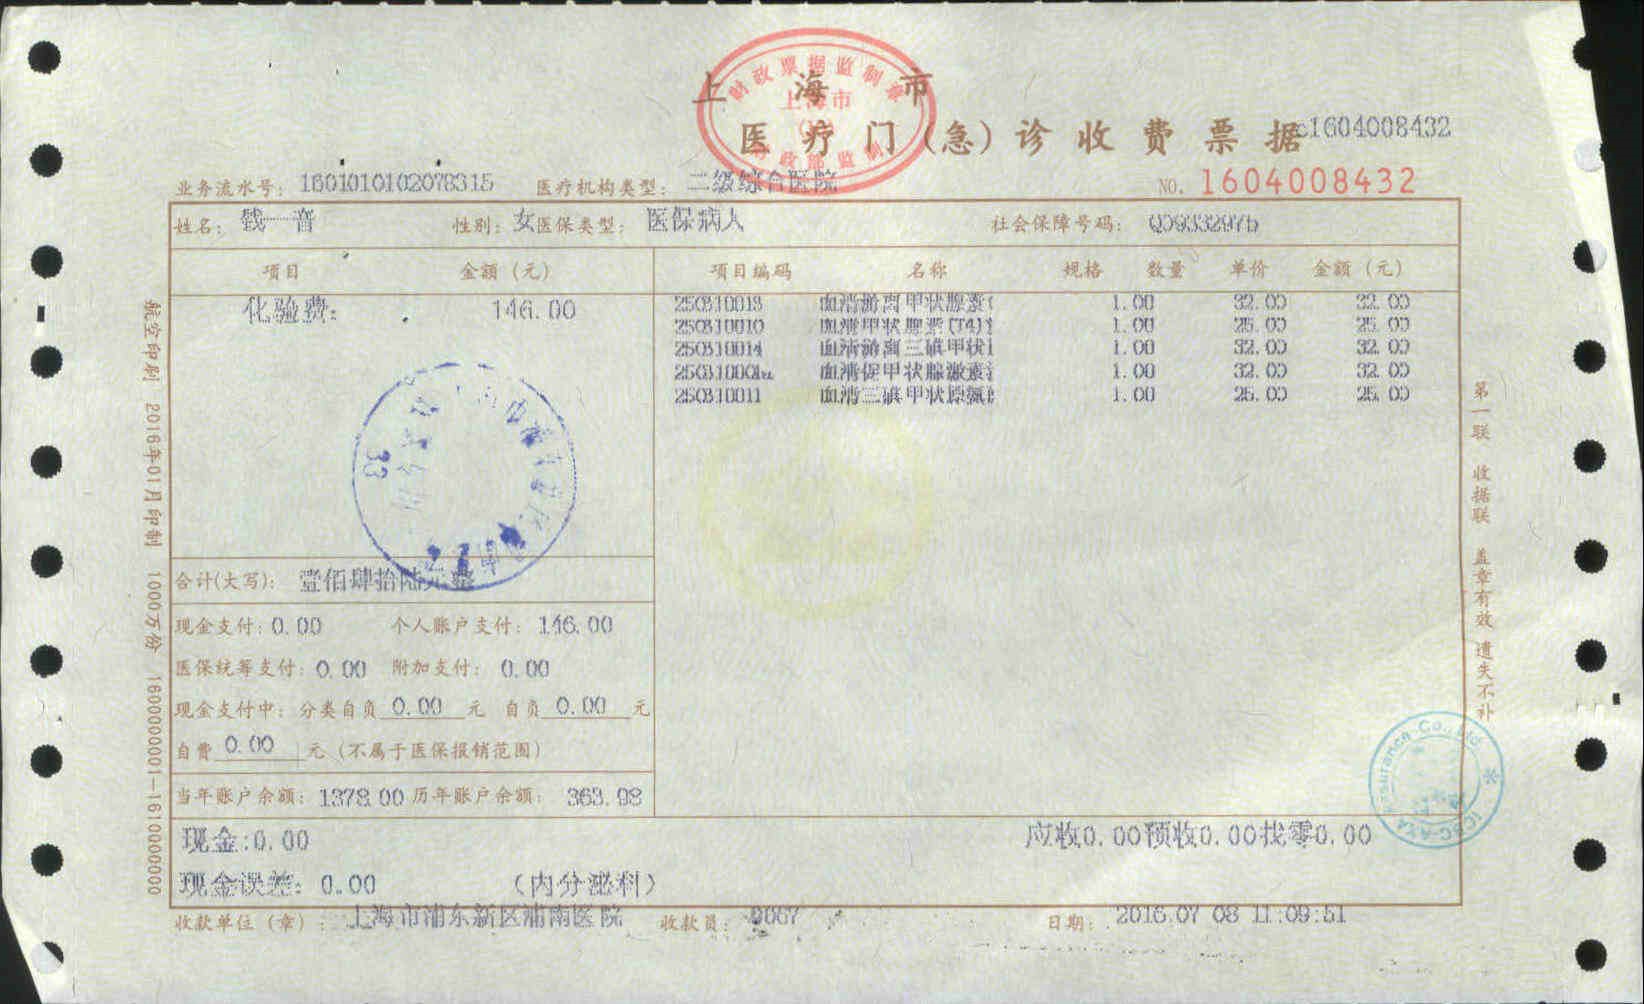 上海市
医疗门(急)诊收费票据 c1604008432
业务流水号: 1601010102078315 医疗机构类型: 二级综合医院 NO. 1604008432
姓名: 钱一音 性别: 女 医保类型: 医保病人 社会保障号码:
项目 金额(元) 项目编码 名称 规格 数量 单价 金额(元)
化验费: 146.00
250310013 血清游离甲状腺素( 1.00 32.00 32.00
250310010 血清甲状腺素(T4) 1.00 25.00 25.00
250310014 血清游离三碘甲状 1.00 32.00 32.00
血清促甲状腺激素 1.00 32.00 32.00
250310011 血清三碘甲状原氨 1.00 25.00 25.00
合计(大写): 壹佰肆拾陆元整
现金支付: 0.00 个人账户支付: 146.00
医保统筹支付: 0.00 附加支付: 0.00
现金支付中: 分类自负 0.00 元 自负 0.00 元
自费 0.00 元 (不属于医保报销范围)
当年账户余额: 1378.00 历年账户余额: 363.98
现金:0.00 应收0.00预收0.00找零0.00
现金误差: 0.00 (内分泌科)
收款单位(章): 上海市浦东新区浦南医院 收款员: 0067 日期: 2016.07 08 11:09:51
航空印刷 2016年01月印制 1000万份 1600000001-1610000000
第一联 收据联 盖章有效 遗失不补
财政票据监制章
上海市
财政部监制
33
ICBC-AXA Assurance Co., Ltd.